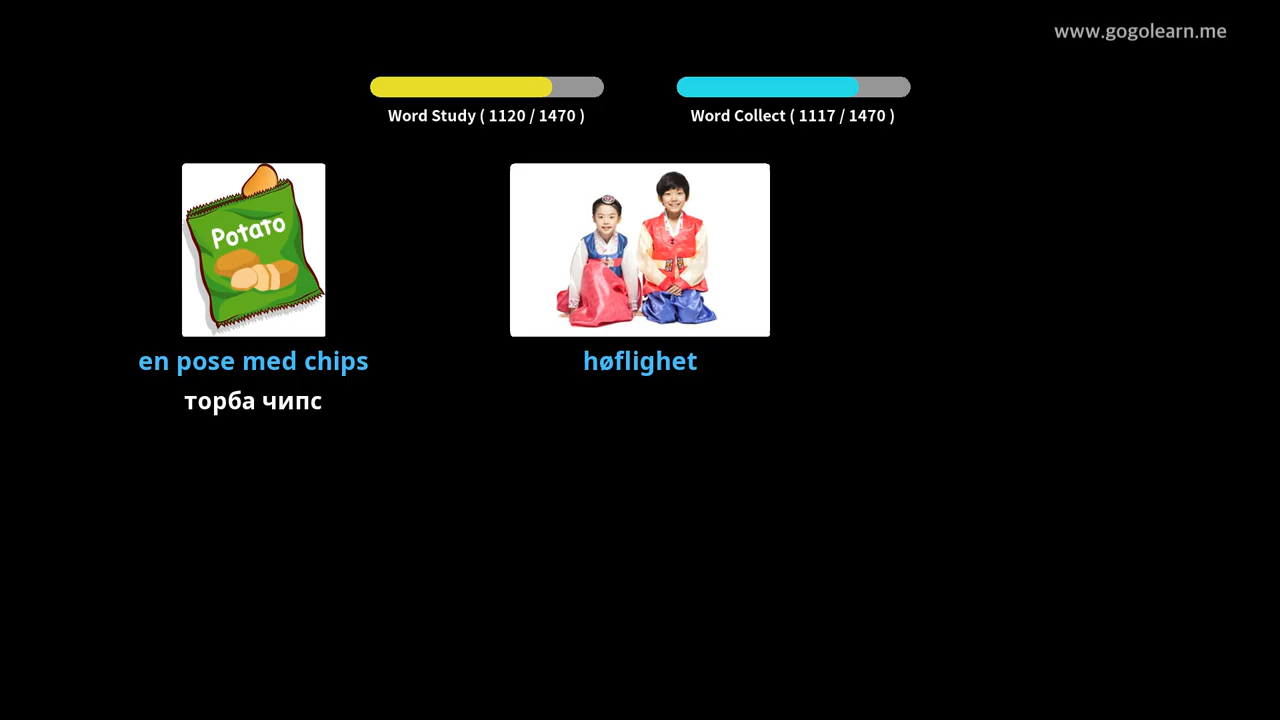 www.gogolearn.me
Word Study ( 1120 / 1470 )
Word Collect ( 1117 / 1470 )
Potato
en pose med chips
торба чипс
høflighet